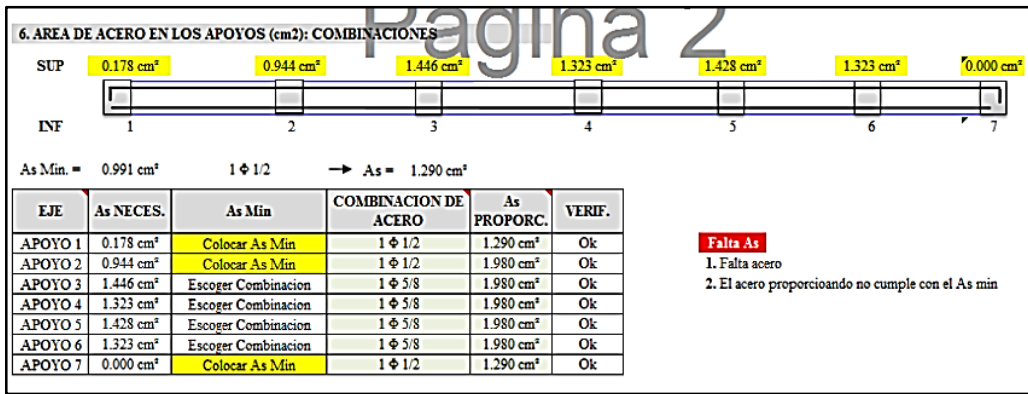 Pagina 2
6. AREA DE ACERO EN LOS APOYOS (cm2): COMBINACIONES
SUP 0.178 cm² 0.944 cm² 1.446 cm² 1.323 cm² 1.428 cm² 1.323 cm² 0.000 cm²
INF 1 2 3 4 5 6 7
As Min. = 0.991 cm² 1 Φ 1/2 → As = 1.290 cm²
EJE As NECES. As Min COMBINACION DE ACERO As PROPORC. VERIF.
APOYO 1 0.178 cm² Colocar As Min 1 Φ 1/2 1.290 cm² Ok
APOYO 2 0.944 cm² Colocar As Min 1 Φ 1/2 1.980 cm² Ok
APOYO 3 1.446 cm² Escoger Combinacion 1 Φ 5/8 1.980 cm² Ok
APOYO 4 1.323 cm² Escoger Combinacion 1 Φ 5/8 1.980 cm² Ok
APOYO 5 1.428 cm² Escoger Combinacion 1 Φ 5/8 1.980 cm² Ok
APOYO 6 1.323 cm² Escoger Combinacion 1 Φ 5/8 1.980 cm² Ok
APOYO 7 0.000 cm² Colocar As Min 1 Φ 1/2 1.290 cm² Ok
Falta As
1. Falta acero
2. El acero proporcioando no cumple con el As min